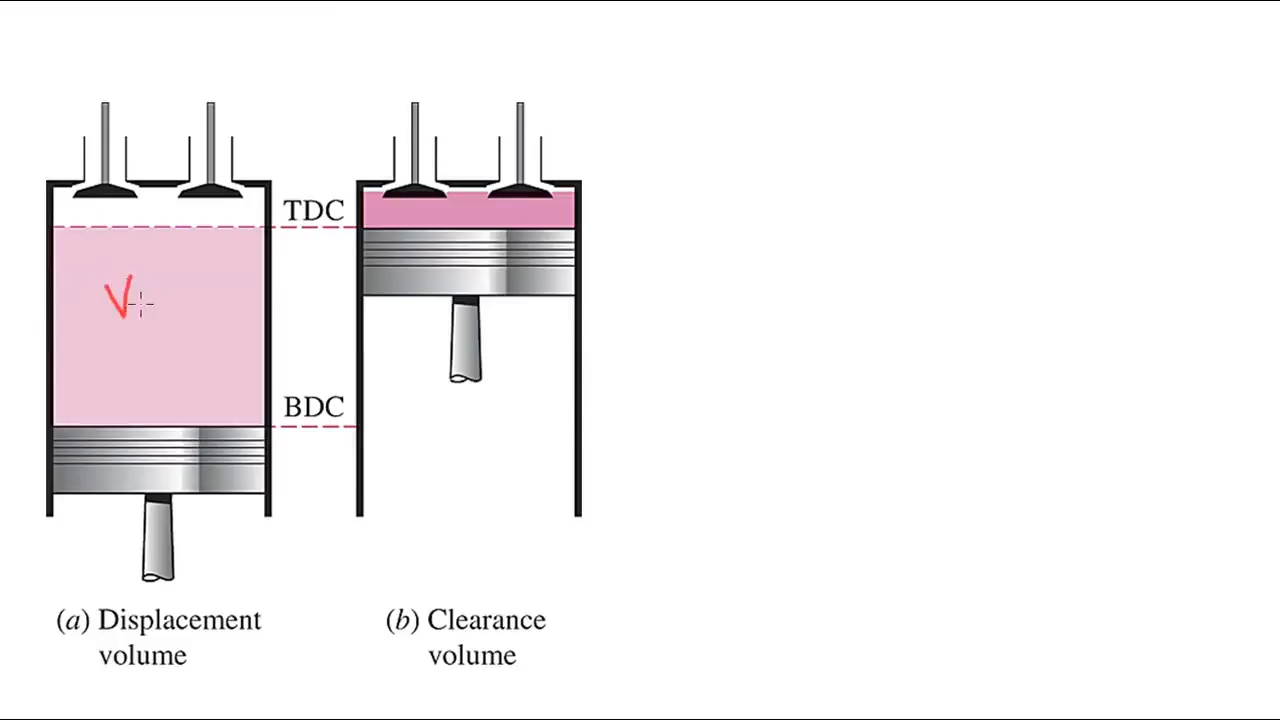 TDC
V
BDC
(a) Displacement
volume
(b) Clearance
volume